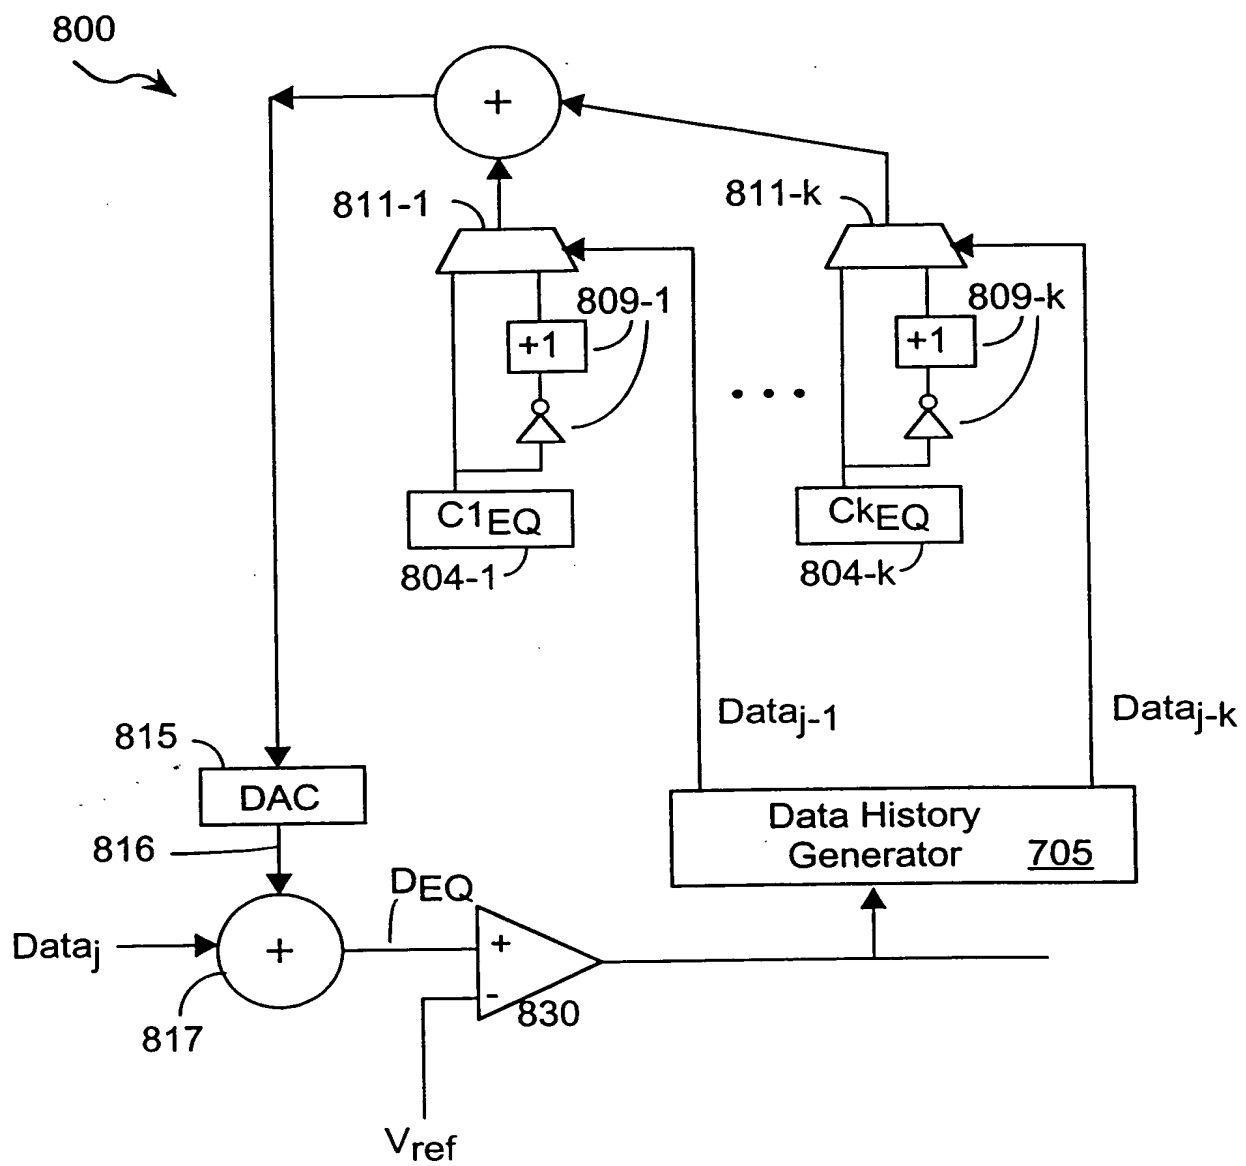 800
+
811-1
811-k
809-1
809-k
+1
+1
C1EQ
CkEQ
804-1
804-k
Dataj-1
Dataj-k
815
DAC
Data History
Generator 705
816
DEQ
Dataj
+
+
-
830
817
Vref